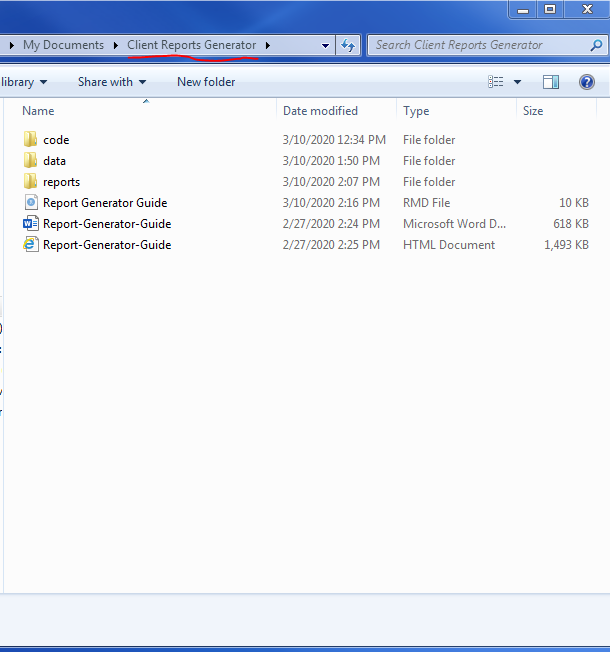 My Documents Client Reports Generator Search Client Reports Generator
library Share with New folder
Name Date modified Type Size
code 3/10/2020 12:34 PM File folder
data 3/10/2020 1:50 PM File folder
reports 3/10/2020 2:07 PM File folder
Report Generator Guide 3/10/2020 2:16 PM RMD File 10 KB
Report-Generator-Guide 2/27/2020 2:24 PM Microsoft Word D... 618 KB
Report-Generator-Guide 2/27/2020 2:25 PM HTML Document 1,493 KB